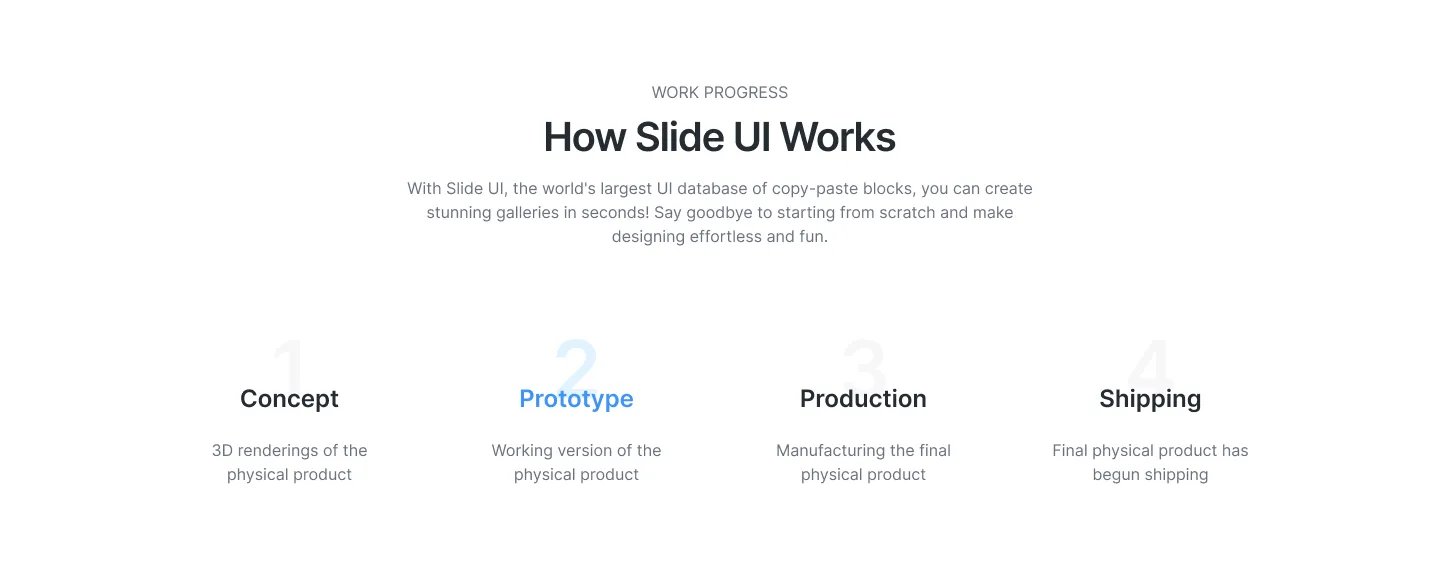 WORK PROGRESS
How Slide UI Works
With Slide UI, the world's largest UI database of copy-paste blocks, you can create
stunning galleries in seconds! Say goodbye to starting from scratch and make
designing effortless and fun.
1
Concept
3D renderings of the
physical product
2
Prototype
Working version of the
physical product
3
Production
Manufacturing the final
physical product
4
Shipping
Final physical product has
begun shipping